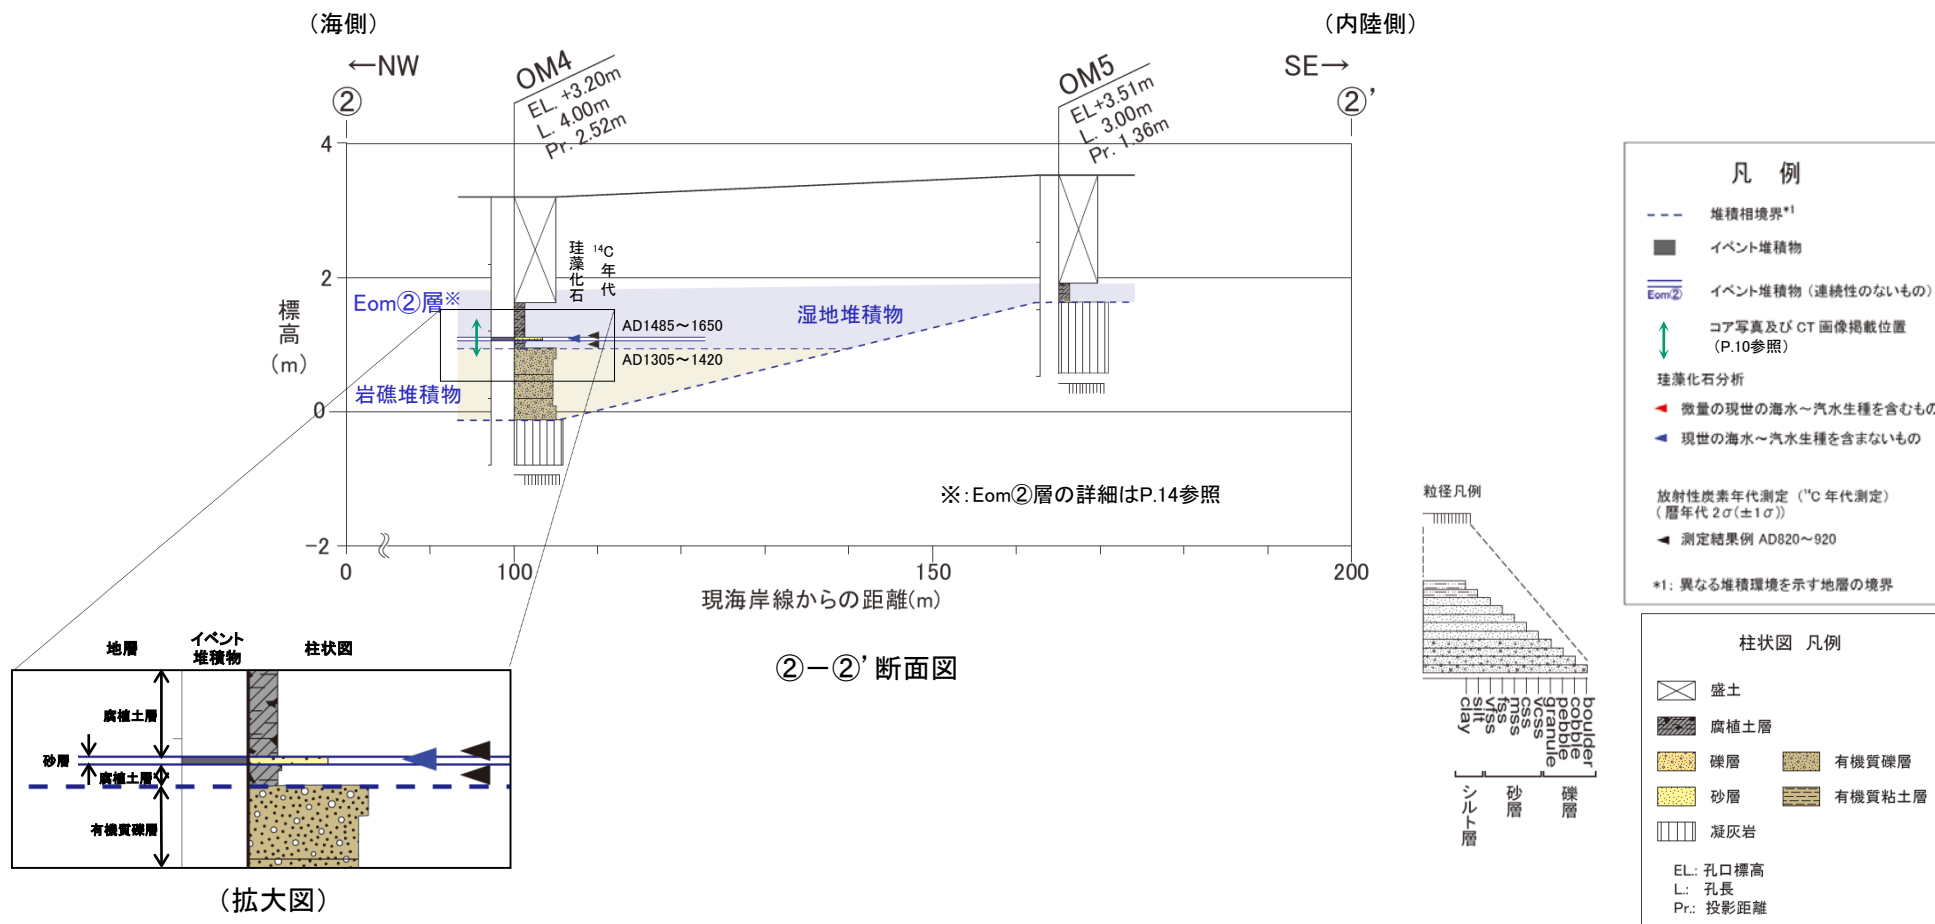 (海側)
(内陸側)
←NW
SE→
②
②'
OM4
EL. +3.20m
L. 4.00m
Pr. 2.52m
OM5
EL+3.51m
L. 3.00m
Pr. 1.36m
4
2
0
-2
標高
(m)
珪藻化石
¹⁴C年代
Eom②層※
湿地堆積物
AD1485～1650
AD1305～1420
岩礁堆積物
※:Eom②層の詳細はP.14参照
0
100
150
200
現海岸線からの距離(m)
②－②'断面図
地層
イベント
堆積物
柱状図
腐植土層
砂層
腐植土層
有機質礫層
(拡大図)
粒径凡例
clay
silt
vfss
fss
mss
css
vcss
granule
pebble
cobble
boulder
シルト層
砂層
礫層
凡 例
堆積相境界*1
イベント堆積物
Eom②
イベント堆積物 (連続性のないもの)
コア写真及び CT 画像掲載位置
(P.10参照)
珪藻化石分析
微量の現世の海水～汽水生種を含むもの
現世の海水～汽水生種を含まないもの
放射性炭素年代測定 (¹⁴C 年代測定)
(暦年代 2σ(±1σ))
測定結果例 AD820～920
*1: 異なる堆積環境を示す地層の境界
柱状図 凡例
盛土
腐植土層
礫層
有機質礫層
砂層
有機質粘土層
凝灰岩
EL.: 孔口標高
L.: 孔長
Pr.: 投影距離